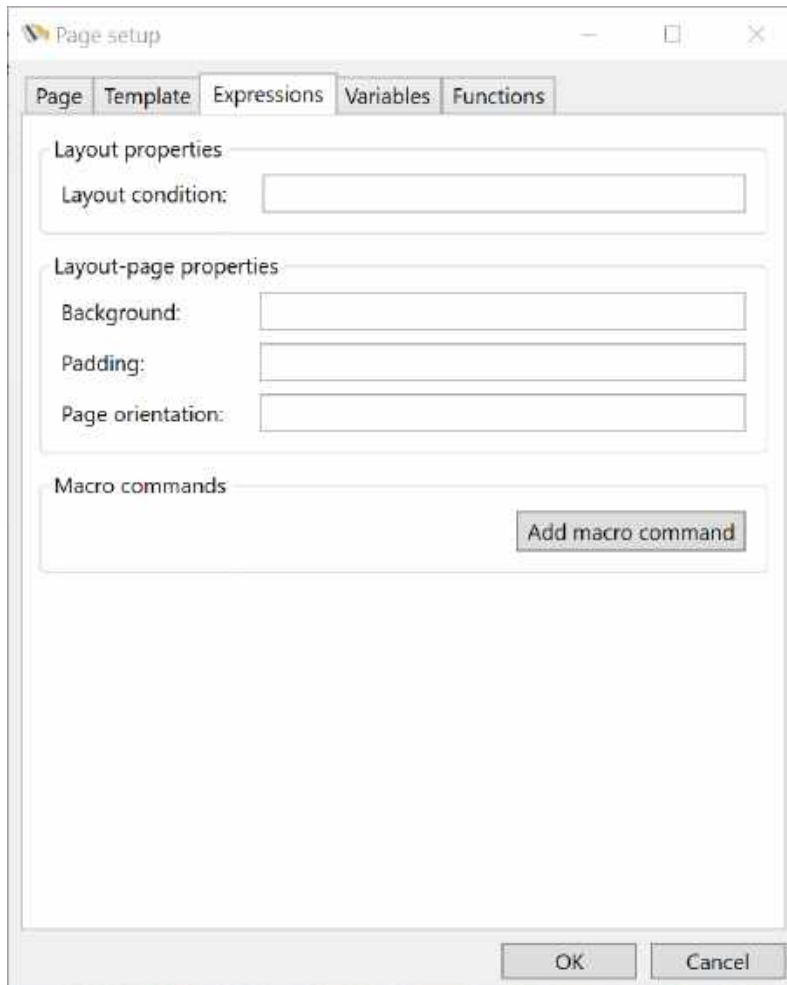 Page setup
Page Template Expressions Variables Functions
Layout properties
Layout condition:
Layout-page properties
Background:
Padding:
Page orientation:
Macro commands
Add macro command
OK Cancel